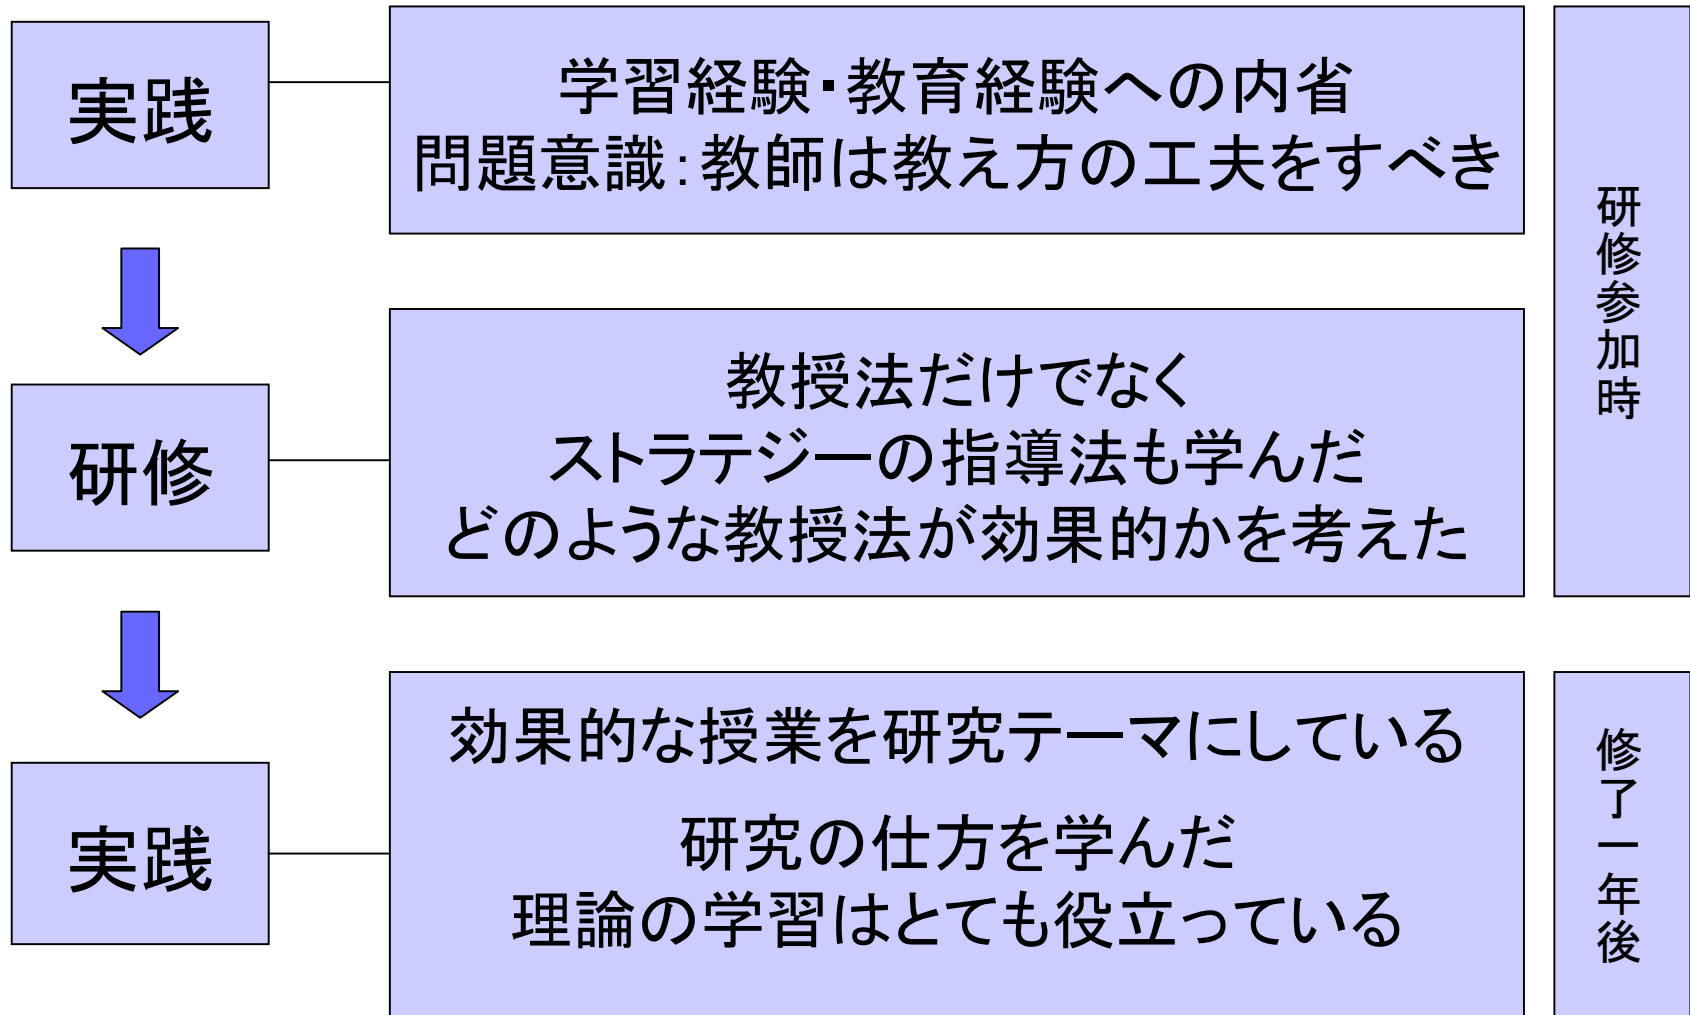 実践
学習経験・教育経験への内省
問題意識：教師は教え方の工夫をすべき
研修参加時
研修
教授法だけでなく
ストラテジーの指導法も学んだ
どのような教授法が効果的かを考えた
実践
効果的な授業を研究テーマにしている
研究の仕方を学んだ
理論の学習はとても役立っている
修了一年後